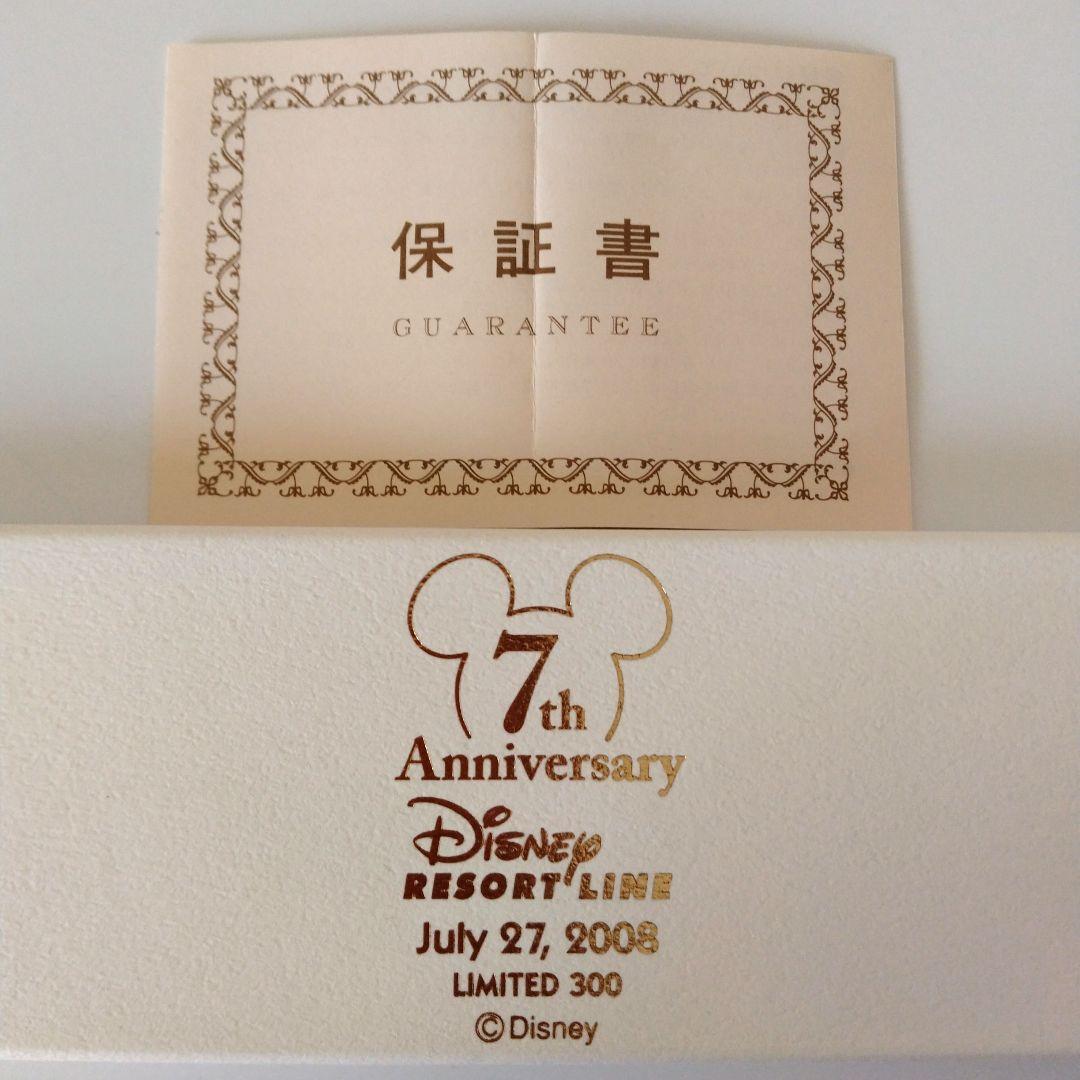 保証書
GUARANTEE
7th
Anniversary
Disney
RESORT LINE
July 27, 2008
LIMITED 300
©Disney